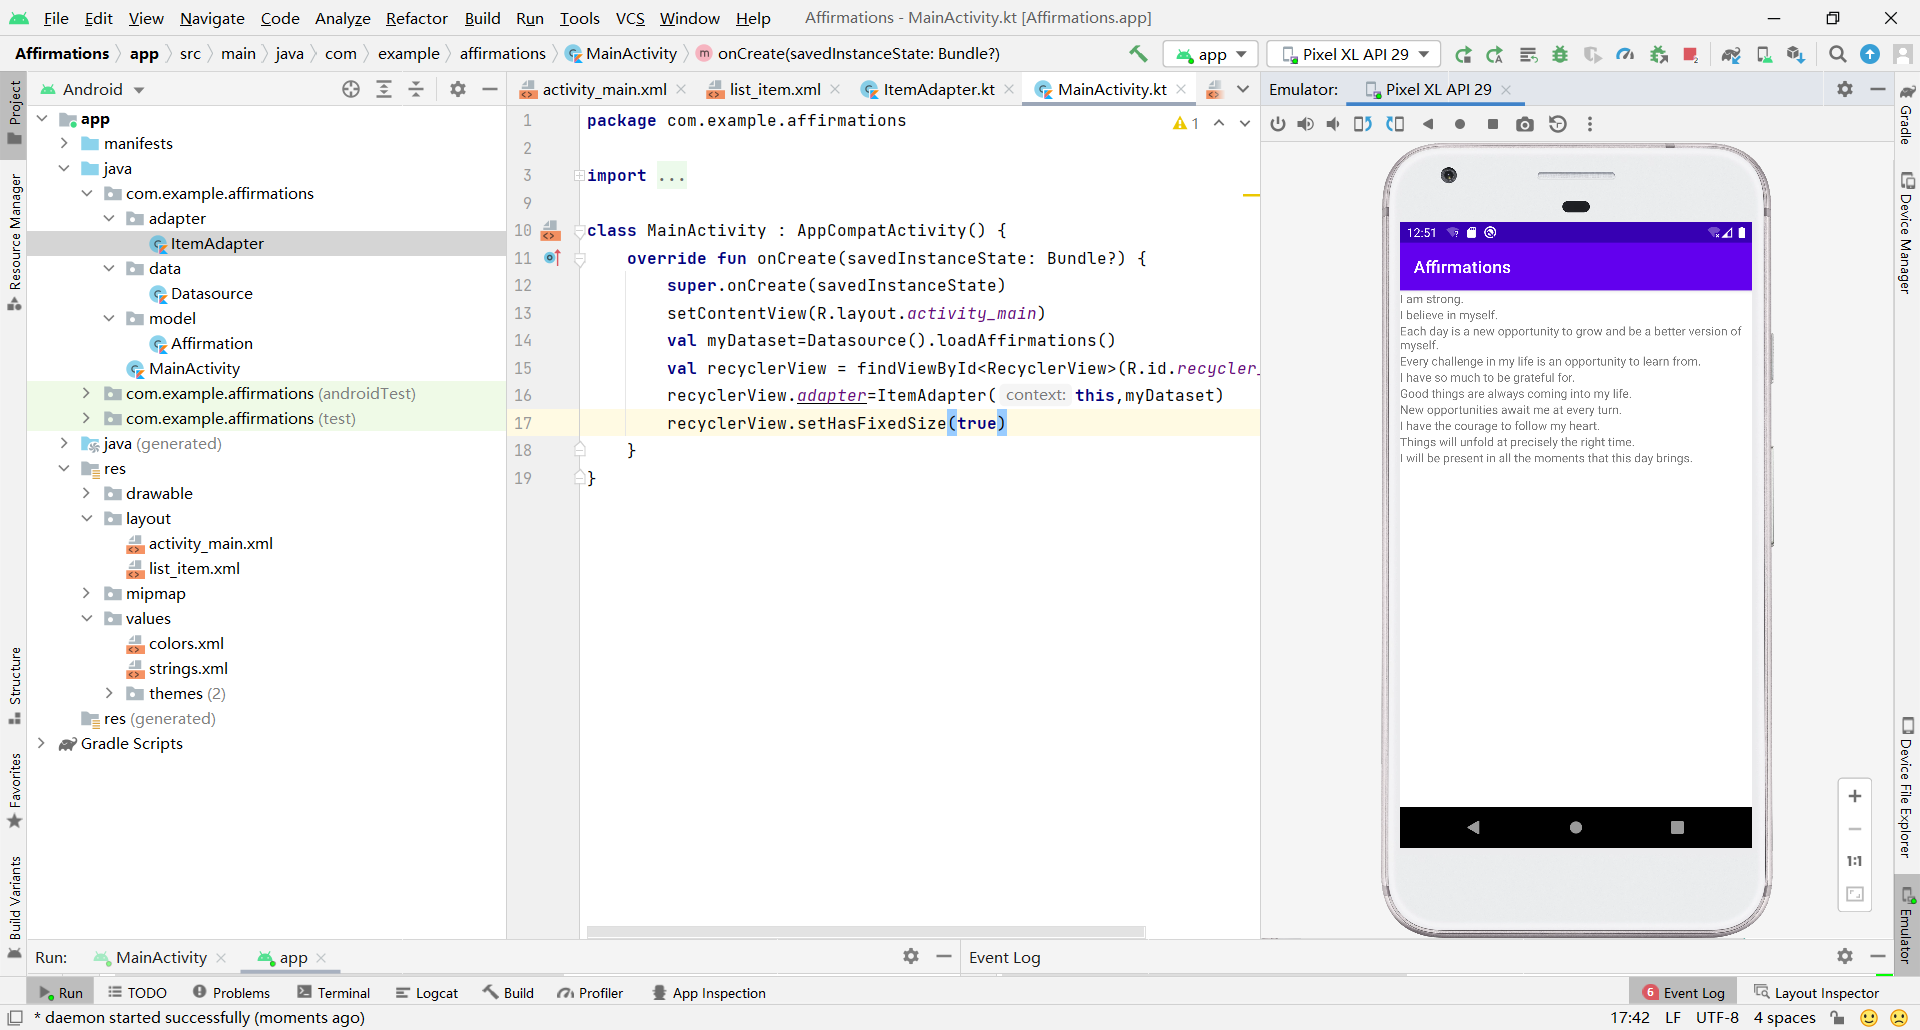 File Edit View Navigate Code Analyze Refactor Build Run Tools VCS Window Help Affirmations - MainActivity.kt [Affirmations.app]
Affirmations app src main java com example affirmations MainActivity onCreate(savedInstanceState: Bundle?) app Pixel XL API 29
Android
activity_main.xml list_item.xml ItemAdapter.kt MainActivity.kt
Emulator: Pixel XL API 29
Project
Resource Manager
Structure
Favorites
Build Variants
app
manifests
java
com.example.affirmations
adapter
ItemAdapter
data
Datasource
model
Affirmation
MainActivity
com.example.affirmations (androidTest)
com.example.affirmations (test)
java (generated)
res
drawable
layout
activity_main.xml
list_item.xml
mipmap
values
colors.xml
strings.xml
themes (2)
res (generated)
Gradle Scripts
1 package com.example.affirmations
1
2
3 import ...
9
10 class MainActivity : AppCompatActivity() {
11 override fun onCreate(savedInstanceState: Bundle?) {
12 super.onCreate(savedInstanceState)
13 setContentView(R.layout.activity_main)
14 val myDataset=Datasource().loadAffirmations()
15 val recyclerView = findViewById<RecyclerView>(R.id.recycler_
16 recyclerView.adapter=ItemAdapter( context: this,myDataset)
17 recyclerView.setHasFixedSize(true)
18 }
19 }
12:51
Affirmations
I am strong.
I believe in myself.
Each day is a new opportunity to grow and be a better version of
myself.
Every challenge in my life is an opportunity to learn from.
I have so much to be grateful for.
Good things are always coming into my life.
New opportunities await me at every turn.
I have the courage to follow my heart.
Things will unfold at precisely the right time.
I will be present in all the moments that this day brings.
1:1
Gradle
Device Manager
Device File Explorer
Emulator
Run: MainActivity app
Event Log
Run TODO Problems Terminal Logcat Build Profiler App Inspection
6 Event Log Layout Inspector
* daemon started successfully (moments ago)
17:42 LF UTF-8 4 spaces